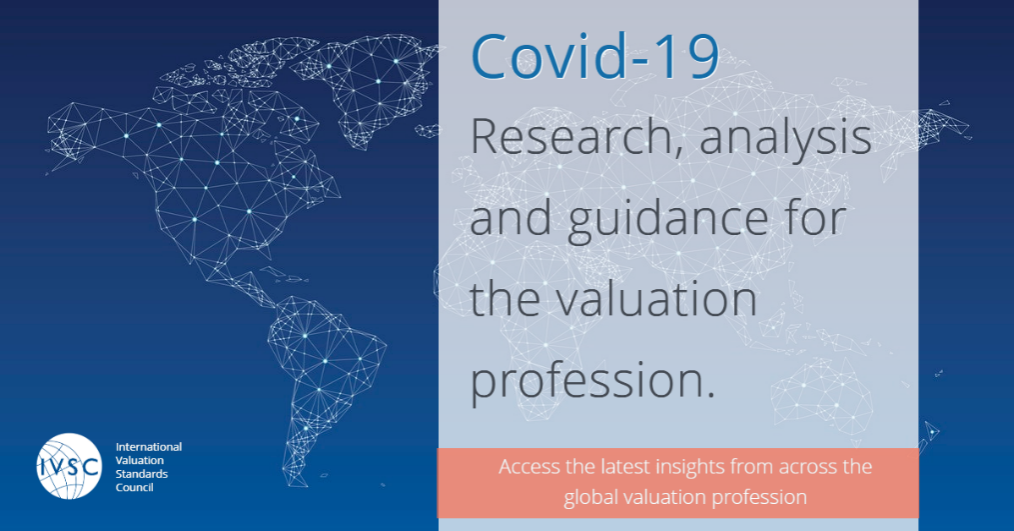 Covid-19
Research, analysis
and guidance for
the valuation
profession.
Access the latest insights from across the
global valuation profession
IVSC
International
Valuation
Standards
Council